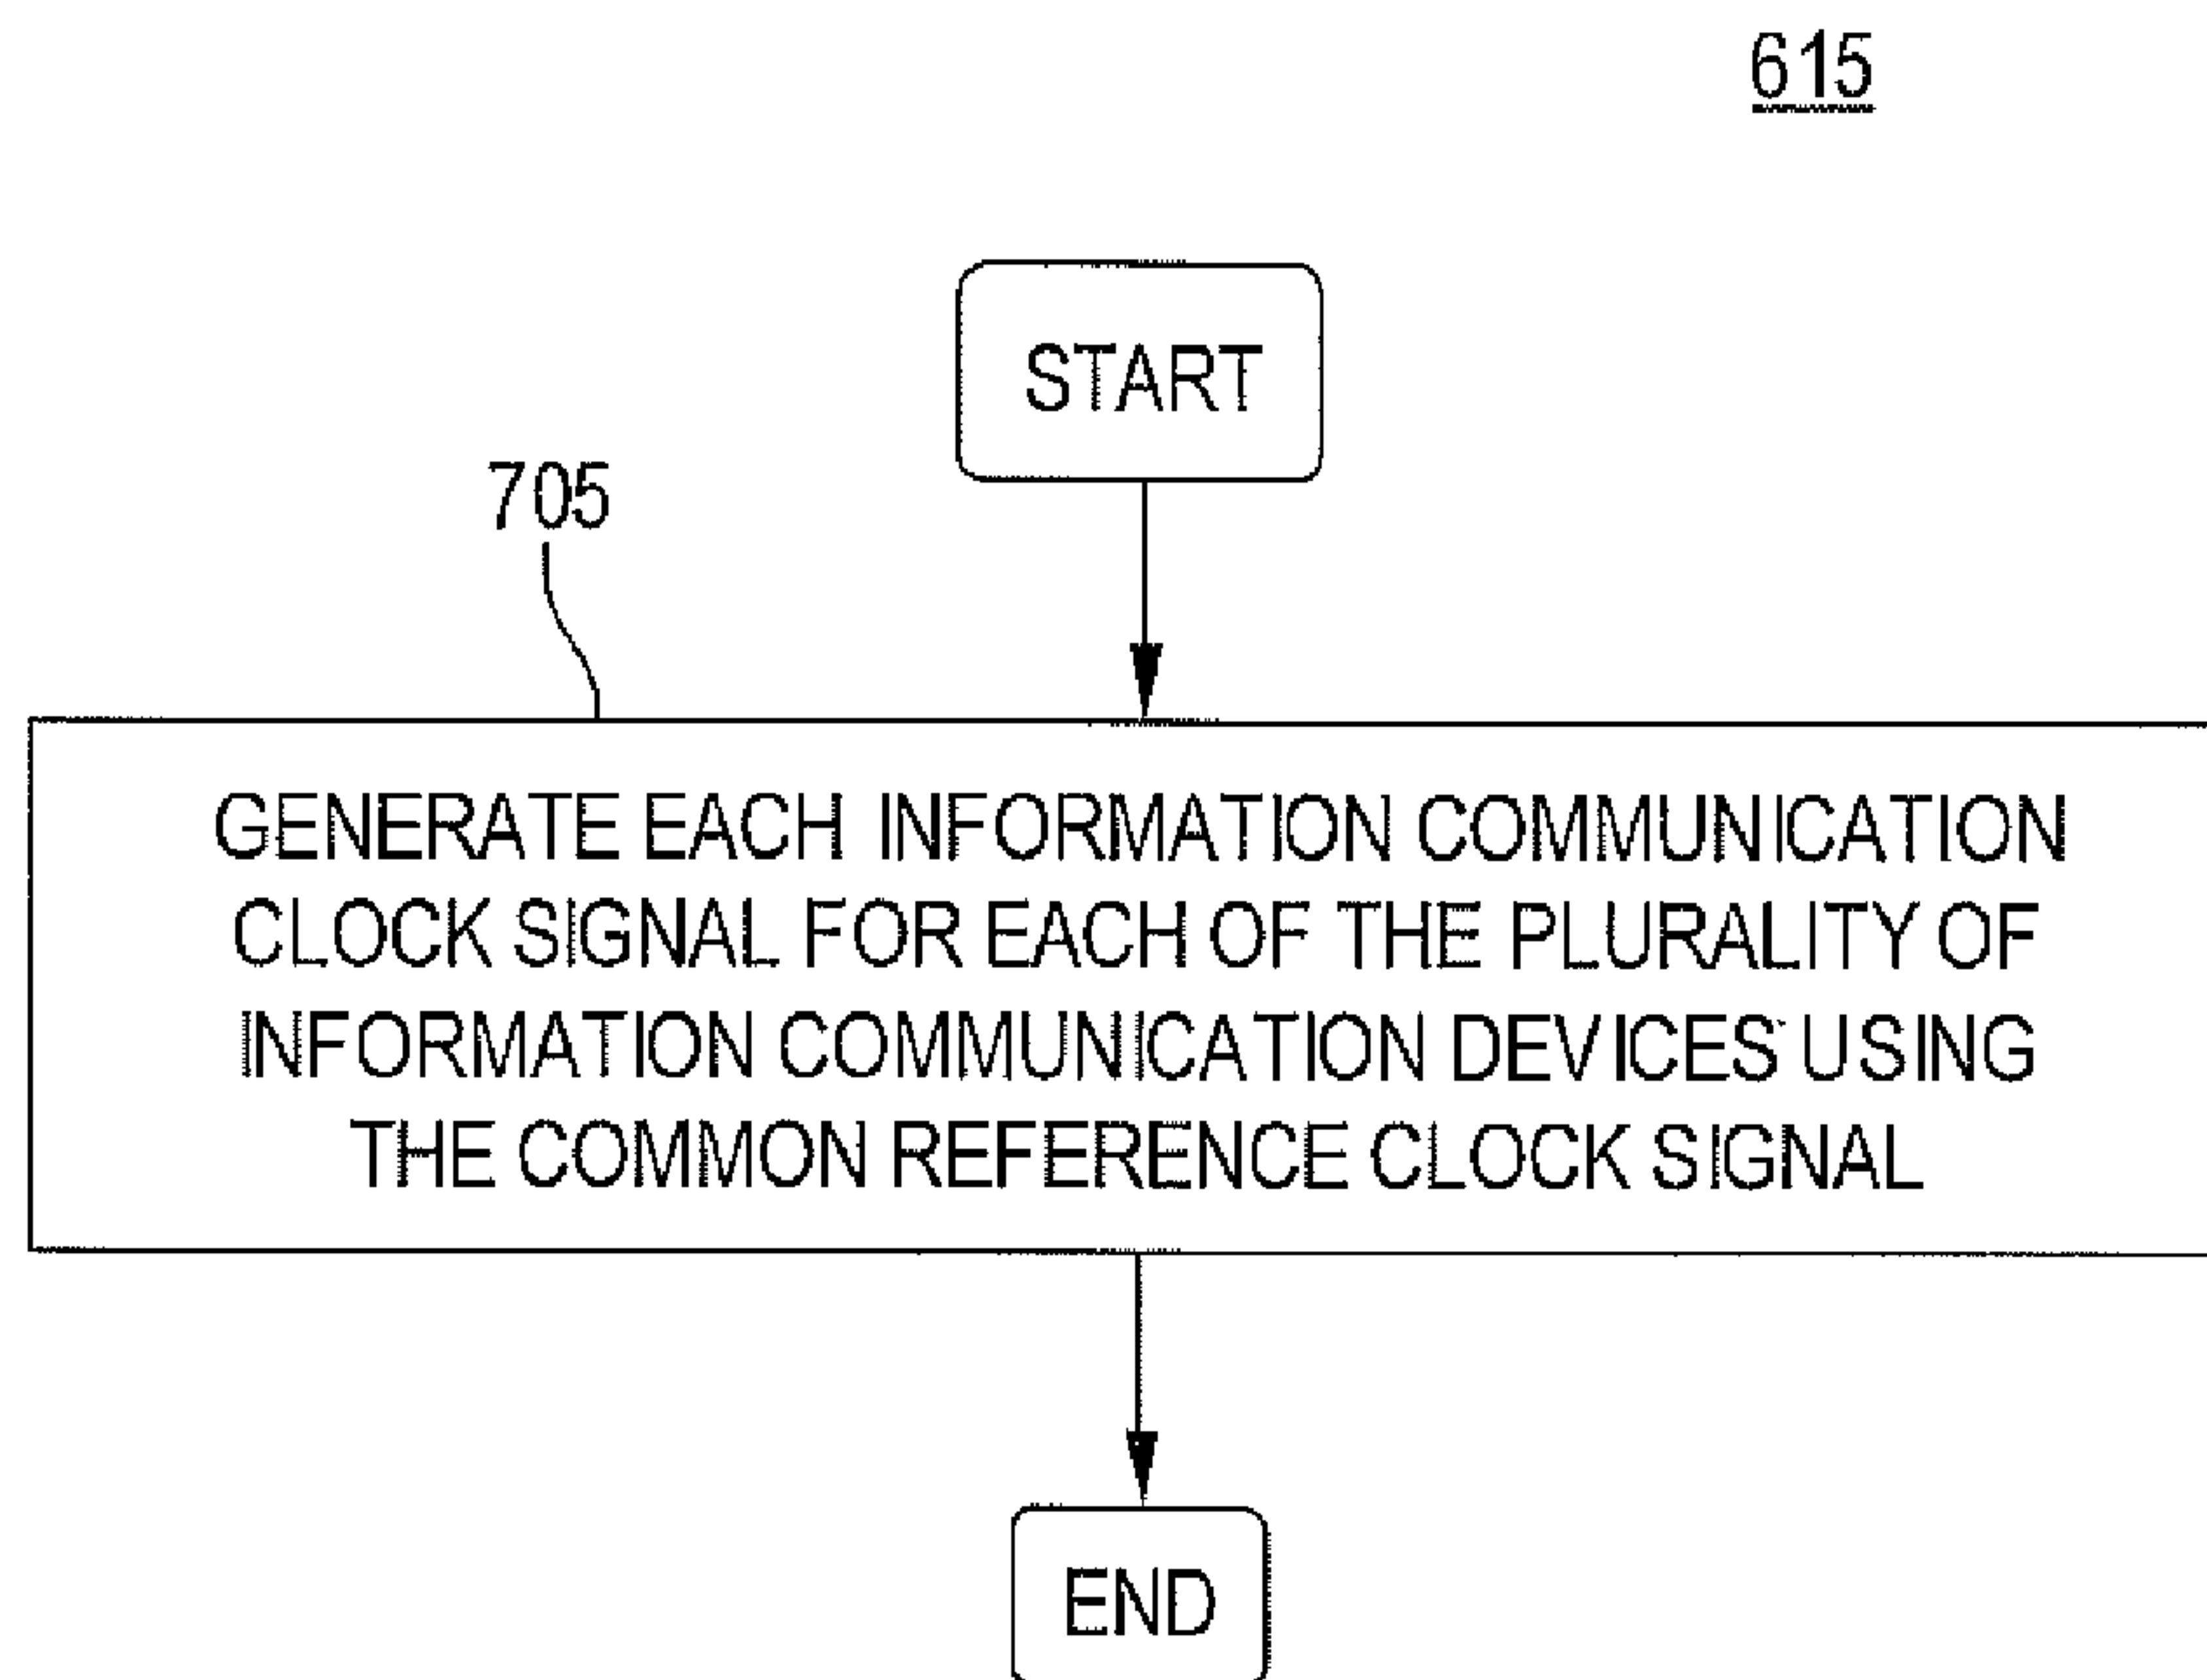 615
START
705
GENERATE EACH INFORMATION COMMUNICATION
CLOCK SIGNAL FOR EACH OF THE PLURALITY OF
INFORMATION COMMUNICATION DEVICES USING
THE COMMON REFERENCE CLOCK SIGNAL
END